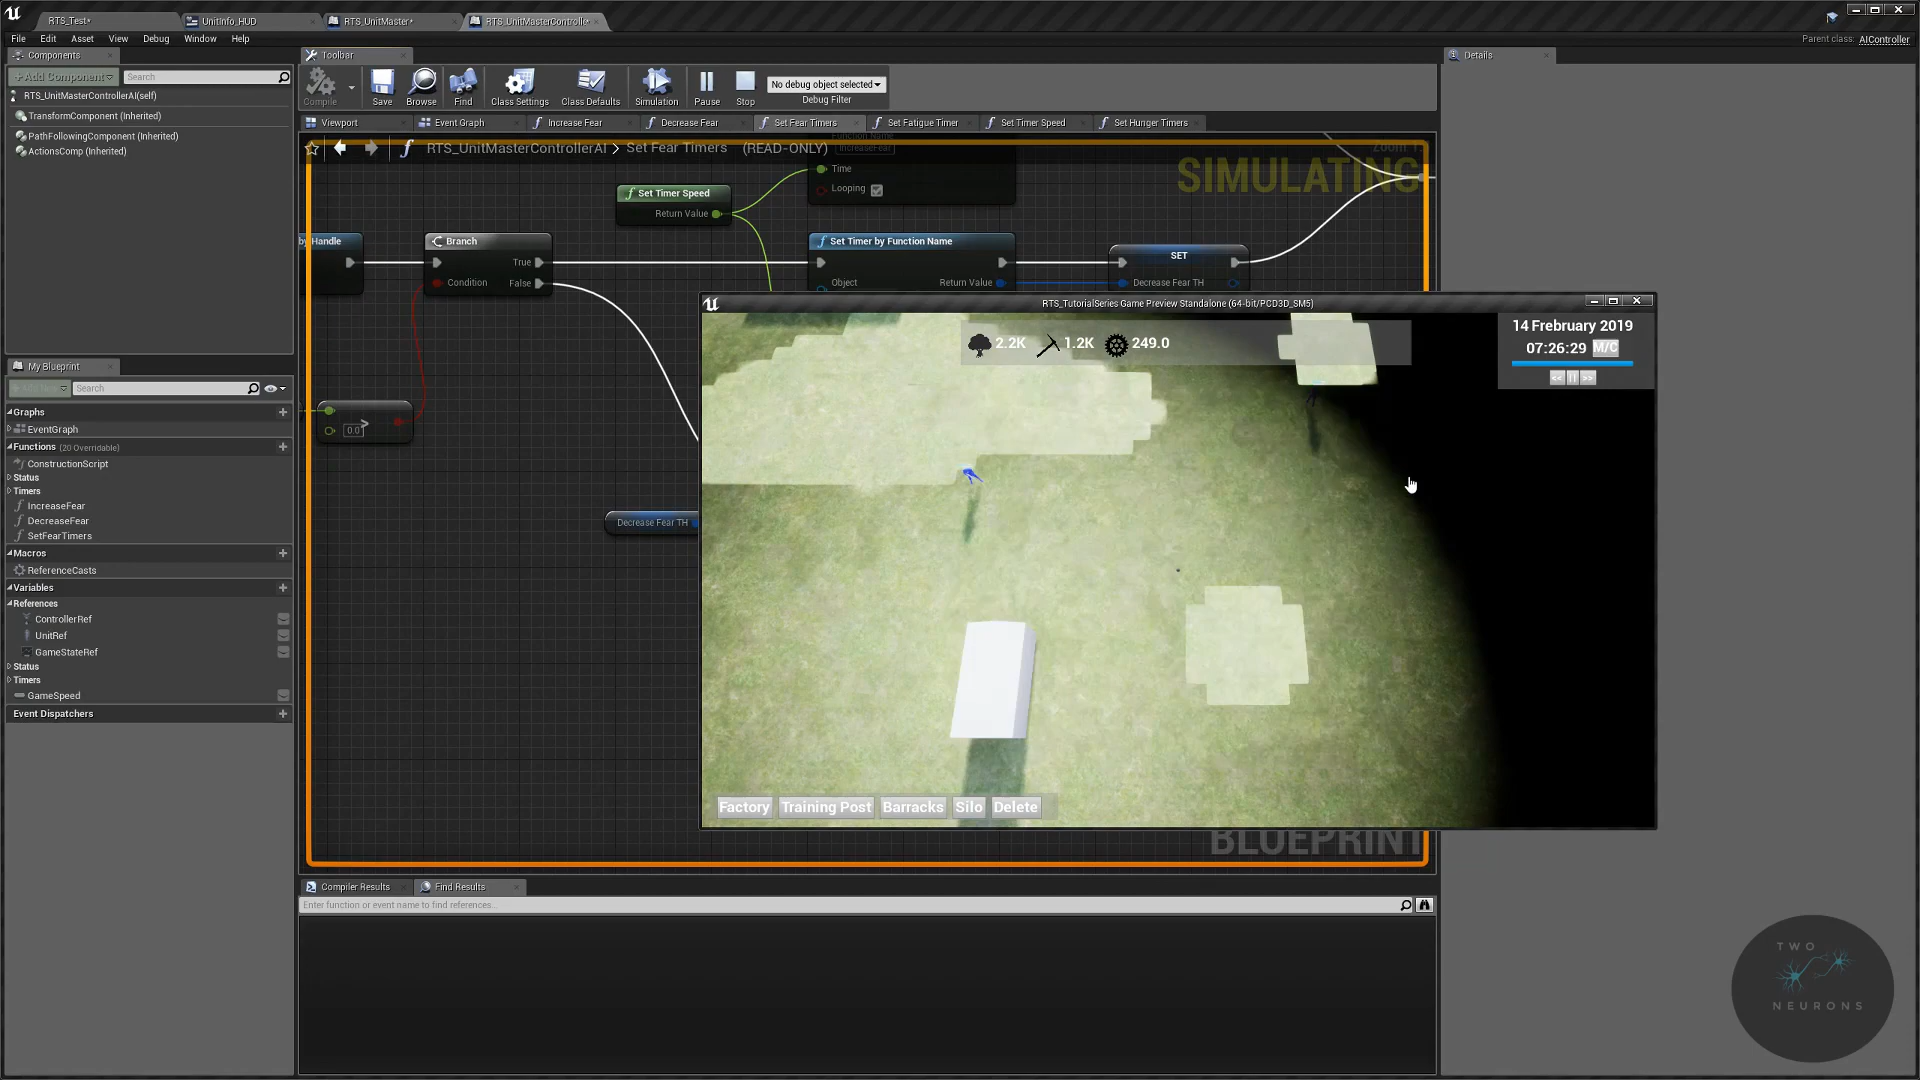 RTS_Test*
UnitInfo_HUD
RTS_UnitMaster*
RTS_UnitMasterController
File Edit Asset View Debug Window Help
Parent class: AIController
Components
Toolbar
Details
+Add Component
Search
RTS_UnitMasterControllerAI(self)
TransformComponent (Inherited)
PathFollowingComponent (Inherited)
ActionsComp (Inherited)
Compile
Save
Browse
Find
Class Settings
Class Defaults
Simulation
Pause
Stop
No debug object selected
Debug Filter
Viewport
Event Graph
Increase Fear
Decrease Fear
Set Fear Timers
Set Fatigue Timer
Set Timer Speed
Set Hunger Timers
RTS_UnitMasterControllerAI > Set Fear Timers (READ-ONLY)
SIMULATING
Function Name
IncreaseFear
Time
Looping
Set Timer Speed
Return Value
by Handle
Branch
True
Condition
False
Set Timer by Function Name
Object
Return Value
SET
Decrease Fear TH
>
0.0
Decrease Fear TH
BLUEPRINT
RTS_TutorialSeries Game Preview Standalone (64-bit/PCD3D_SM5)
2.2K
1.2K
249.0
14 Frebruary 2019
07:26:29 M/C
<< || >>
Factory
Training Post
Barracks
Silo
Delete
My Blueprint
Search
Graphs
EventGraph
Functions (20 Overridable)
ConstructionScript
Status
Timers
IncreaseFear
DecreaseFear
SetFearTimers
Macros
ReferenceCasts
Variables
References
ControllerRef
UnitRef
GameStateRef
Status
Timers
GameSpeed
Event Dispatchers
Compiler Results
Find Results
Enter function or event name to find references...
TWO
NEURONS